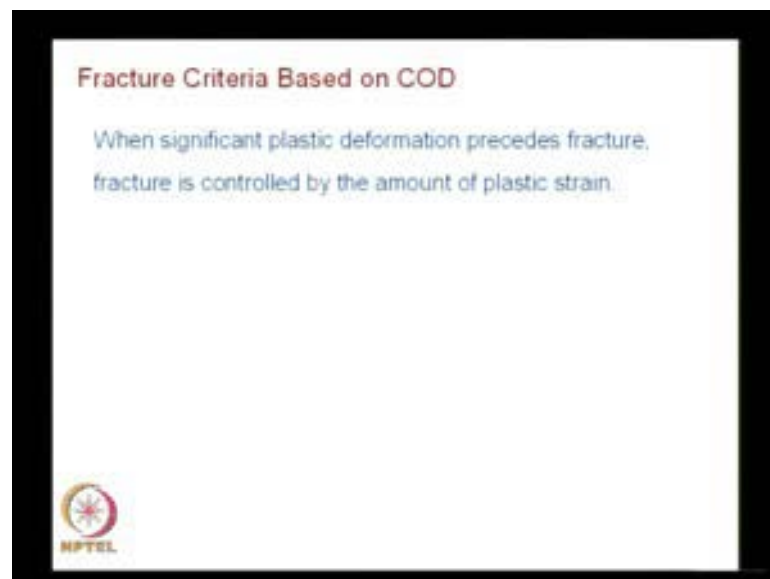 Fracture Criteria Based on COD
When significant plastic deformation precedes fracture,
fracture is controlled by the amount of plastic strain.
NPTEL